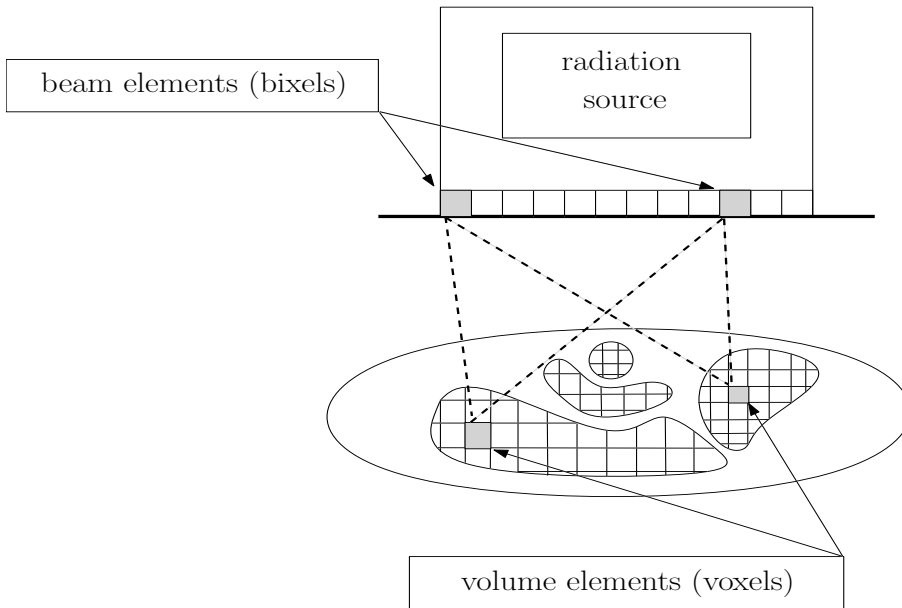 radiation
source
beam elements (bixels)
volume elements (voxels)